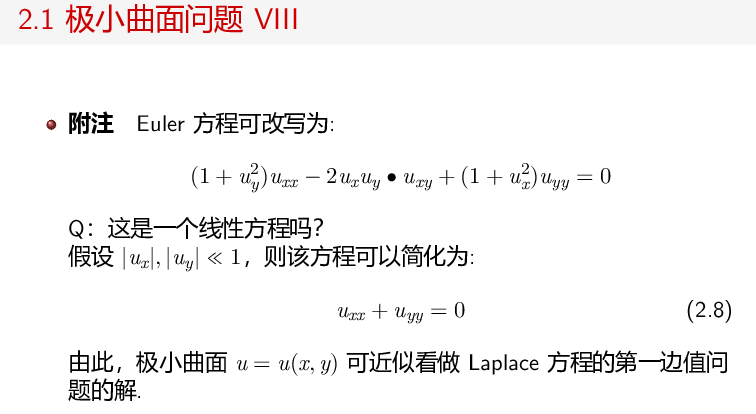 2.1 极小曲面问题 VIII
附注 Euler 方程可改写为:
(1 + u_y^2)u_{xx} − 2u_xu_y • u_{xy} + (1 + u_x^2)u_{yy} = 0
Q：这是一个线性方程吗？
假设 |u_x|, |u_y| ≪ 1，则该方程可以简化为:
u_{xx} + u_{yy} = 0 (2.8)
由此，极小曲面 u = u(x, y) 可近似看做 Laplace 方程的第一边值问
题的解.